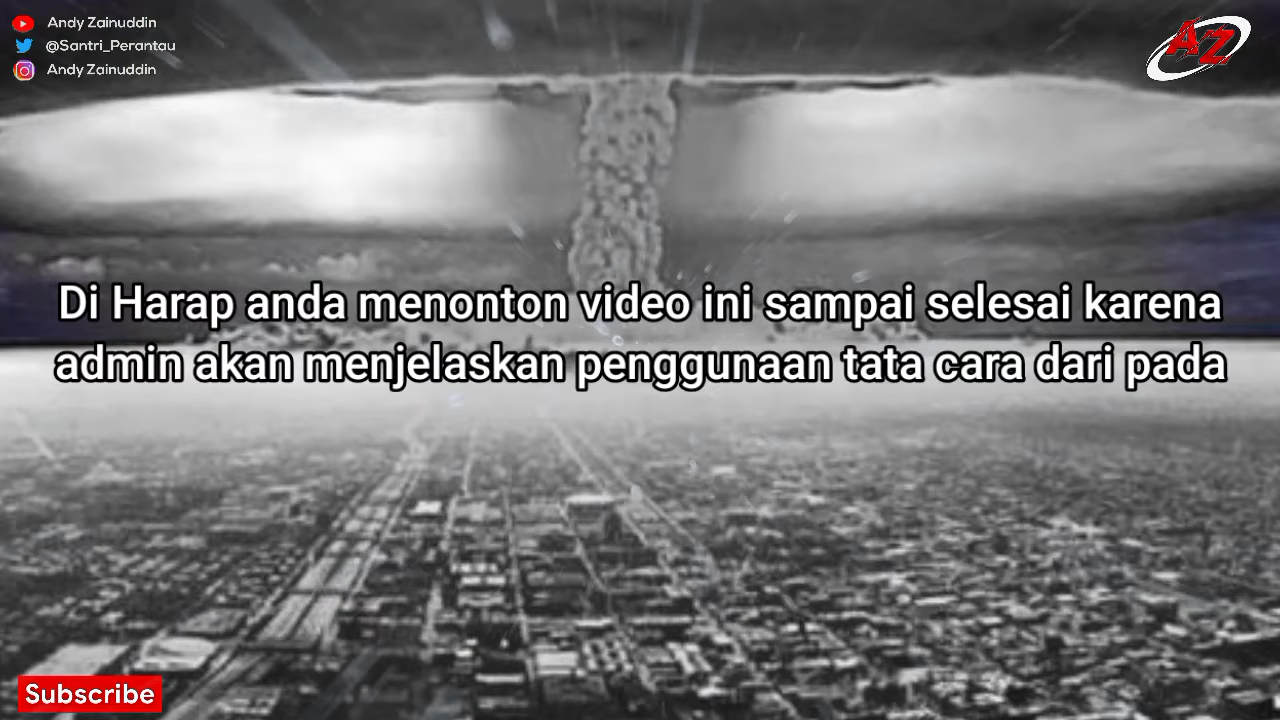 Andy Zainuddin
@Santri_Perantau
Andy Zainuddin
AZ
Di Harap anda menonton video ini sampai selesai karena
admin akan menjelaskan penggunaan tata cara dari pada
Subscribe